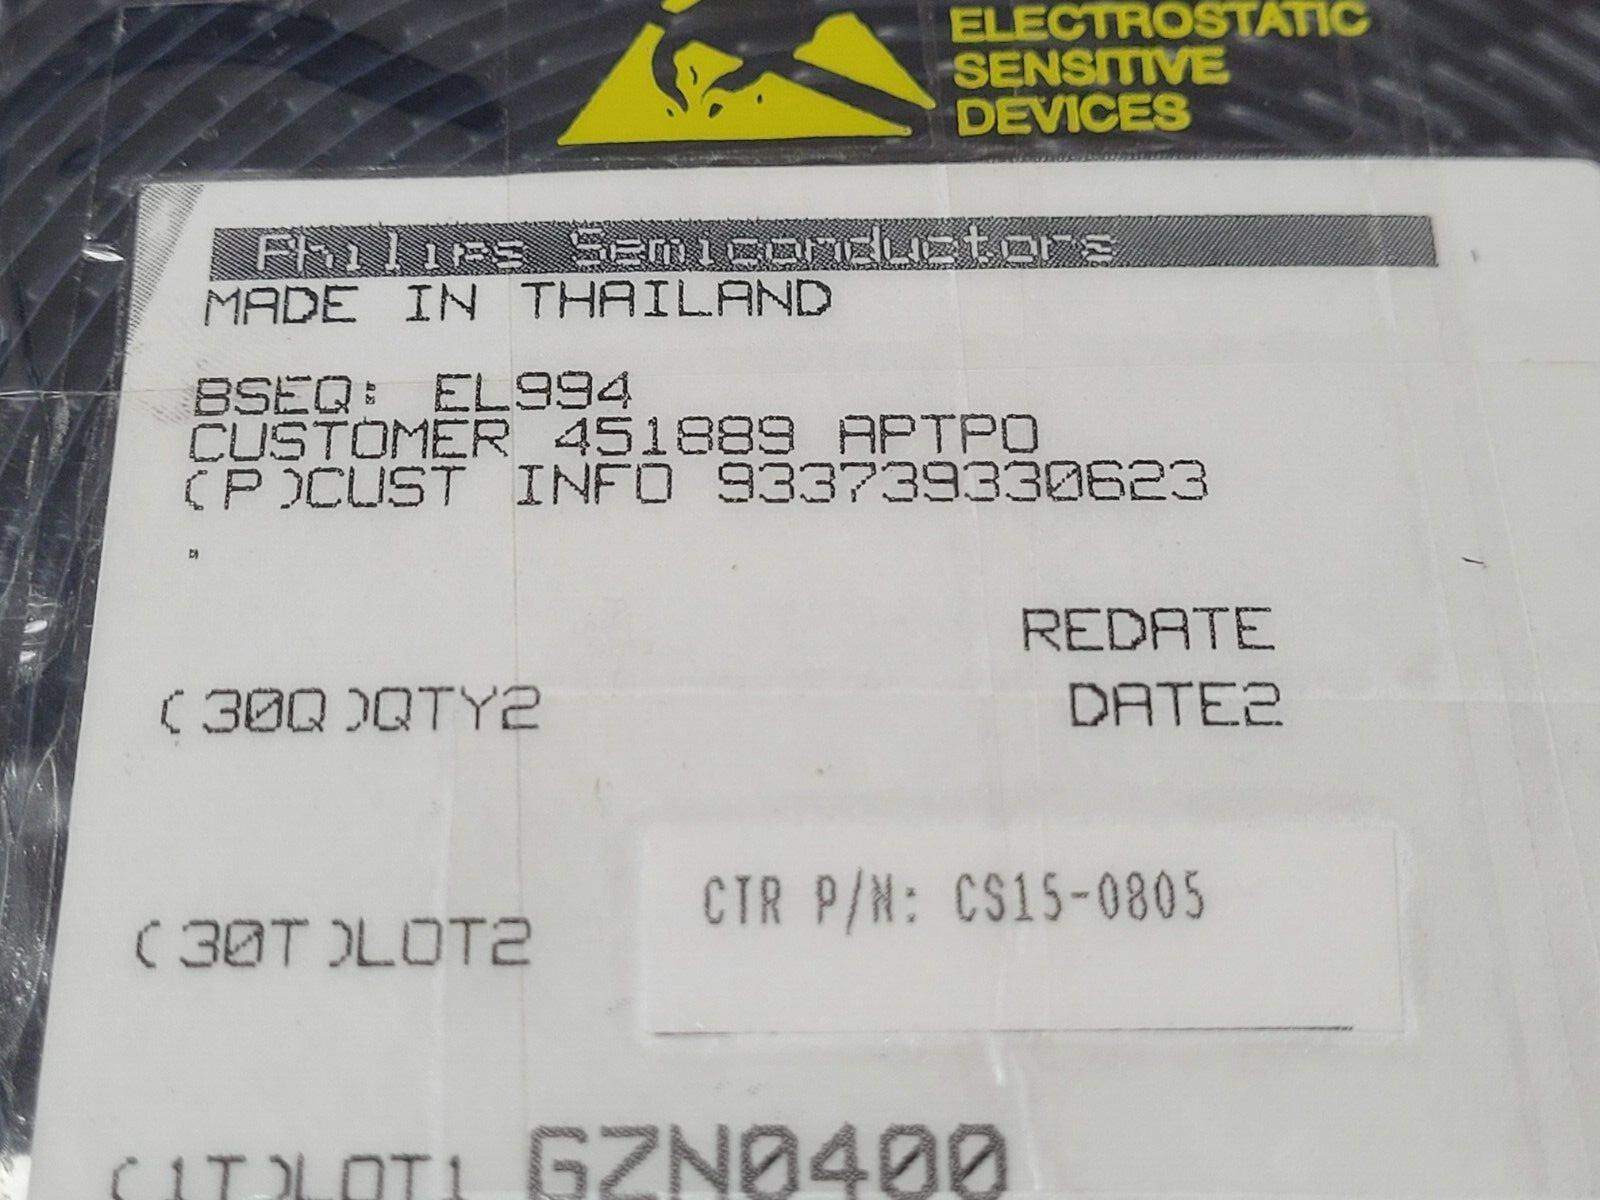 ELECTROSTATIC
SENSITIVE
DEVICES
Philips Semiconductors
MADE IN THAILAND
BSEQ: EL994
CUSTOMER 451889 APTPO
(P)CUST INFO 933739330623
.
REDATE
(30Q)QTY2 DATE2
CTR P/N: CS15-0805
(30T)LOT2
(1T)LOT1 GZN0400